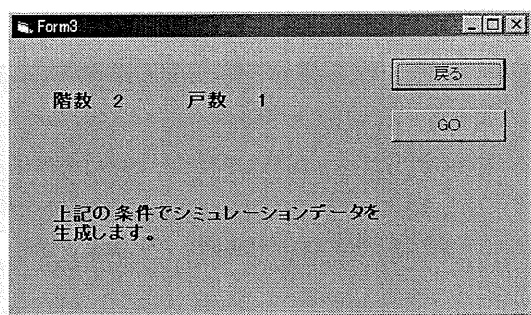 Form3
戻る
階数 2 戸数 1
GO
上記の条件でシミュレーションデータを
生成します。